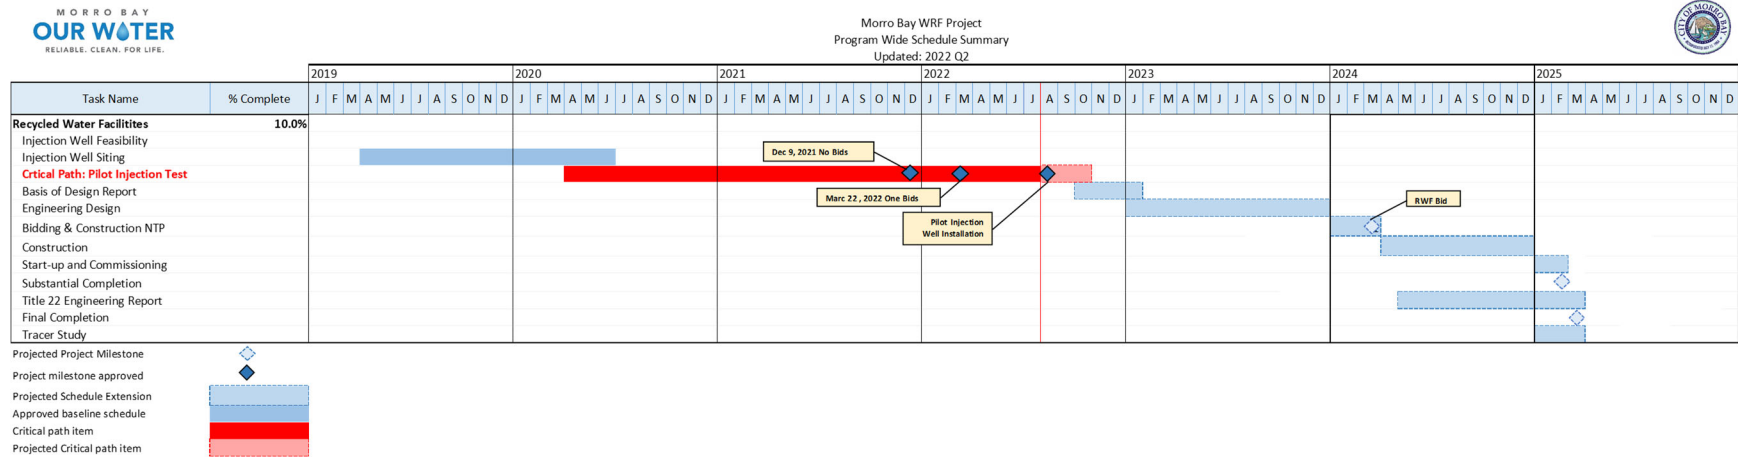 MORRO BAY
OUR WATER
RELIABLE. CLEAN. FOR LIFE.
Morro Bay WRF Project
Program Wide Schedule Summary
Updated: 2022 Q2
CITY OF MORRO BAY
2019 2020 2021 2022 2023 2024 2025
Task Name % Complete J F M A M J J A S O N D J F M A M J J A S O N D J F M A M J J A S O N D J F M A M J J A S O N D J F M A M J J A S O N D J F M A M J J A S O N D J F M A M J J A S O N D
Recycled Water Facilitites 10.0%
Injection Well Feasibility
Injection Well Siting
Dec 9, 2021 No Bids
Crtical Path: Pilot Injection Test
Basis of Design Report
Marc 22 , 2022 One Bids
RWF Bid
Engineering Design
Pilot Injection
Well Installation
Bidding & Construction NTP
Construction
Start-up and Commissioning
Substantial Completion
Title 22 Engineering Report
Final Completion
Tracer Study
Projected Project Milestone
Project milestone approved
Projected Schedule Extension
Approved baseline schedule
Critical path item
Projected Critical path item